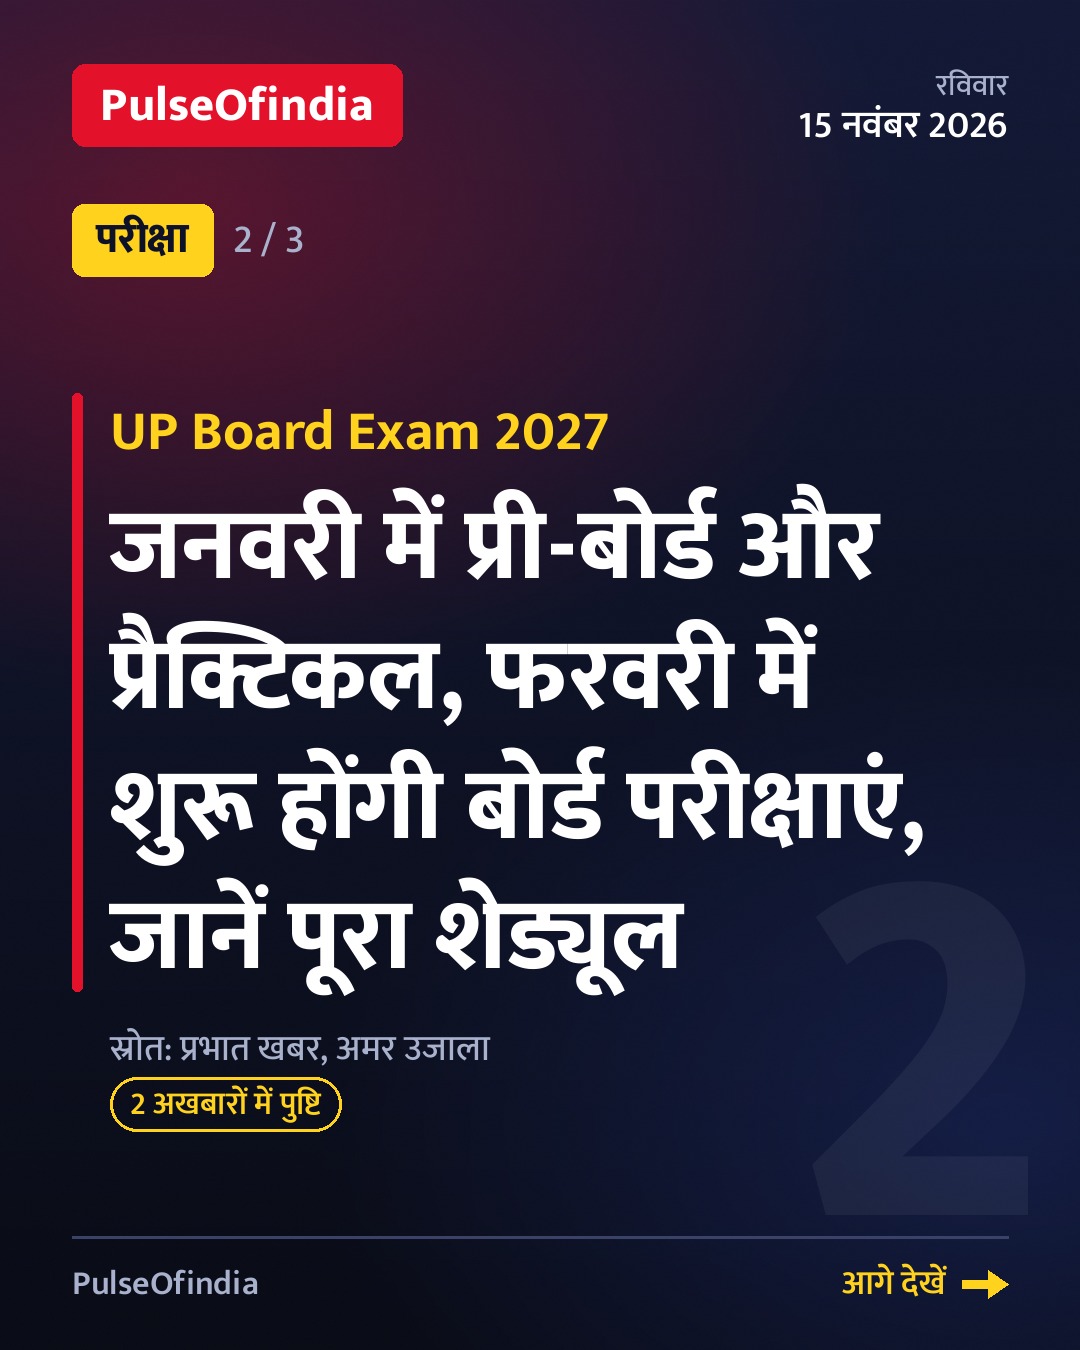 PulseOfindia
रविवार
15 नवंबर 2026
परीक्षा
2 / 3
UP Board Exam 2027
जनवरी में प्री-बोर्ड और
प्रैक्टिकल, फरवरी में
शुरू होंगी बोर्ड परीक्षाएं,
जानें पूरा शेड्यूल
स्रोत: प्रभात खबर, अमर उजाला
2 अखबारों में पुष्टि
2
PulseOfindia
आगे देखें